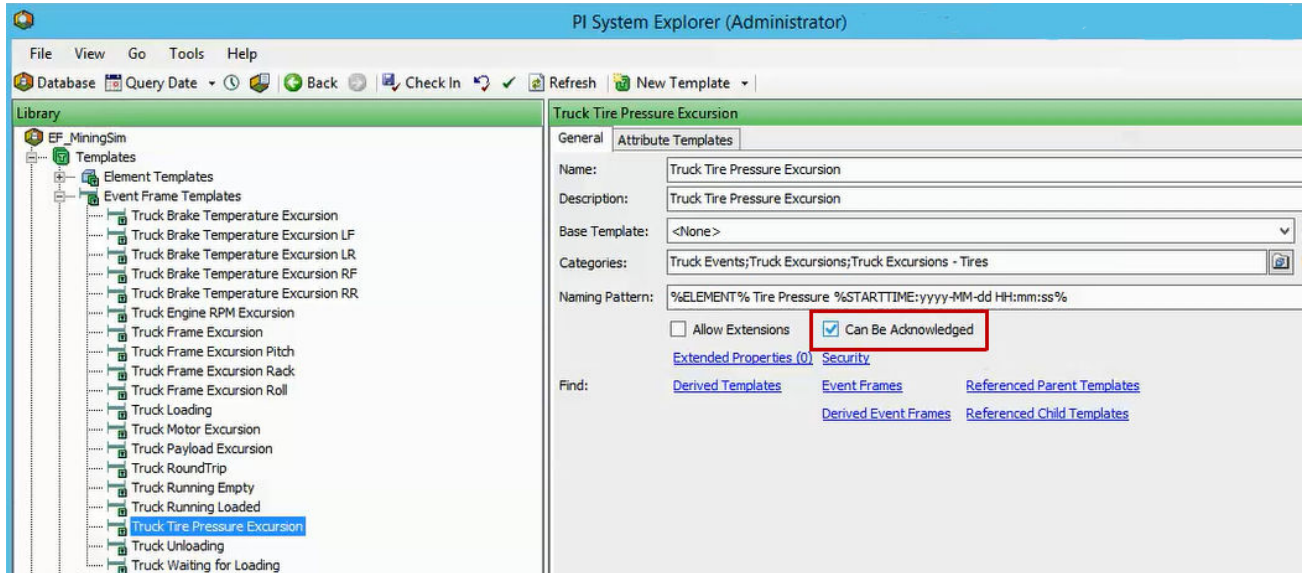 PI System Explorer (Administrator)
File View Go Tools Help
Database Query Date Back Check In Refresh New Template
Library
EF_MiningSim
Templates
Element Templates
Event Frame Templates
Truck Brake Temperature Excursion
Truck Brake Temperature Excursion LF
Truck Brake Temperature Excursion LR
Truck Brake Temperature Excursion RF
Truck Brake Temperature Excursion RR
Truck Engine RPM Excursion
Truck Frame Excursion
Truck Frame Excursion Pitch
Truck Frame Excursion Rack
Truck Frame Excursion Roll
Truck Loading
Truck Motor Excursion
Truck Payload Excursion
Truck RoundTrip
Truck Running Empty
Truck Running Loaded
Truck Tire Pressure Excursion
Truck Unloading
Truck Waiting for Loading
Truck Tire Pressure Excursion
General Attribute Templates
Name: Truck Tire Pressure Excursion
Description: Truck Tire Pressure Excursion
Base Template: <None>
Categories: Truck Events;Truck Excursions;Truck Excursions - Tires
Naming Pattern: %ELEMENT% Tire Pressure %STARTTIME:yyyy-MM-dd HH:mm:ss%
Allow Extensions Can Be Acknowledged
Extended Properties (0) Security
Find: Derived Templates Event Frames Referenced Parent Templates
Derived Event Frames Referenced Child Templates